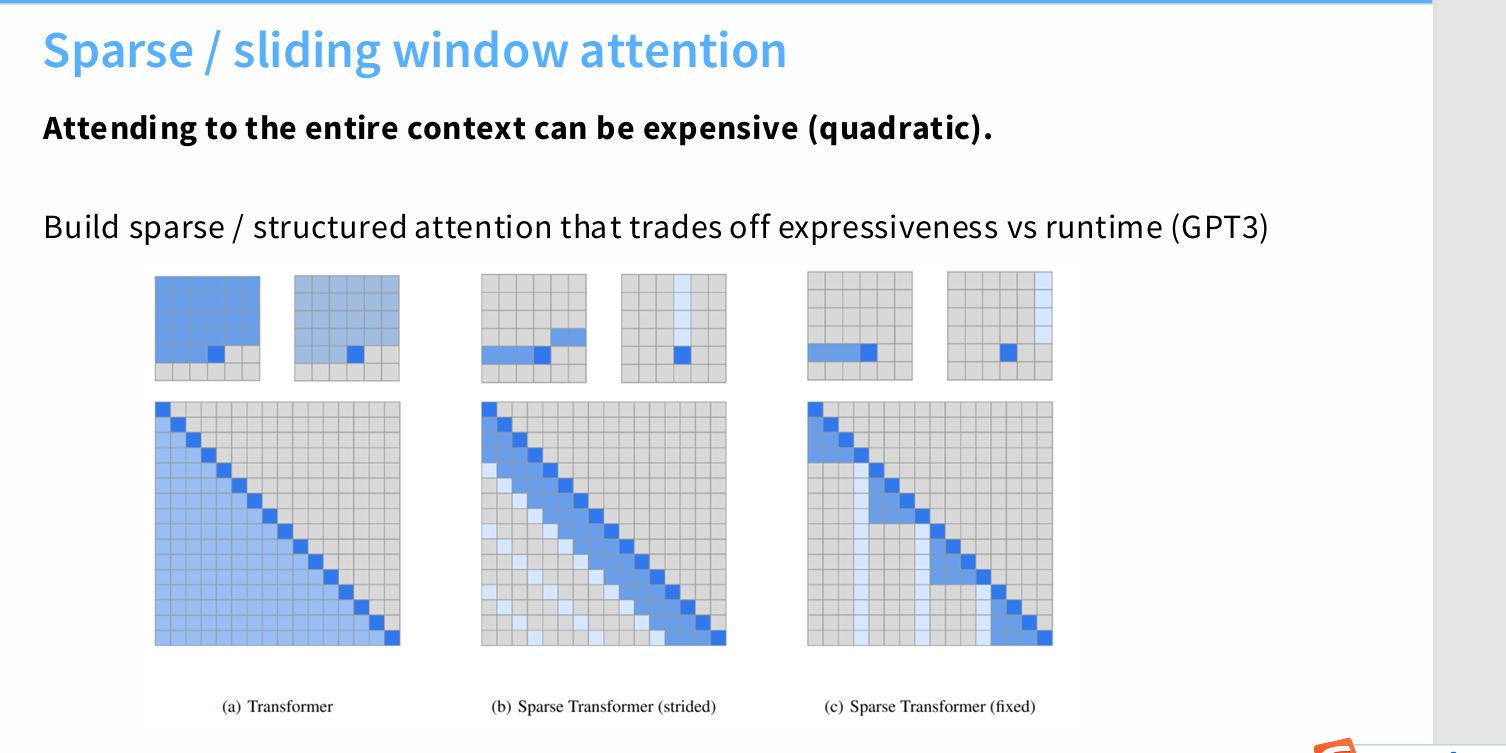 Sparse / sliding window attention
Attending to the entire context can be expensive (quadratic).
Build sparse / structured attention that trades off expressiveness vs runtime (GPT3)
(a) Transformer
(b) Sparse Transformer (strided)
(c) Sparse Transformer (fixed)